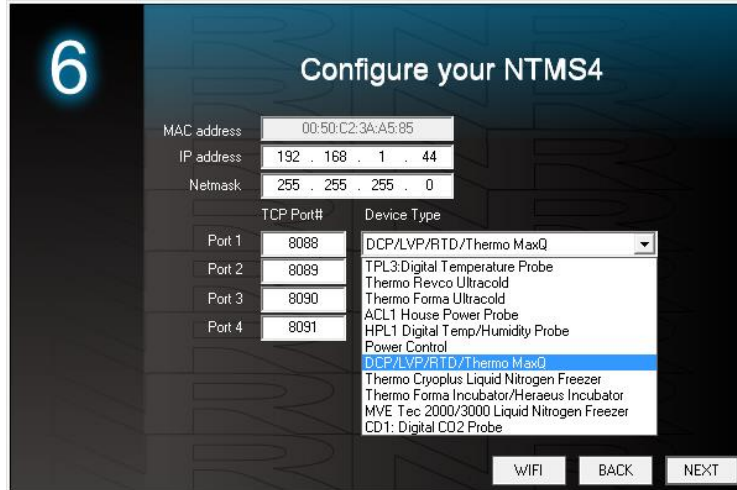 6
Configure your NTMS4
MAC address 00:50:C2:3A:A5:85
IP address 192 . 168 . 1 . 44
Netmask 255 . 255 . 255 . 0
TCP Port# Device Type
Port 1 8088 DCP/LVP/RTD/Thermo MaxQ
Port 2 8089
Port 3 8090
Port 4 8091
TPL3:Digital Temperature Probe
Thermo Revco Ultracold
Thermo Forma Ultracold
ACL1 House Power Probe
HPL1 Digital Temp/Humidity Probe
Power Control
DCP/LVP/RTD/Thermo MaxQ
Thermo Cryoplus Liquid Nitrogen Freezer
Thermo Forma Incubator/Heraeus Incubator
MVE Tec 2000/3000 Liquid Nitrogen Freezer
CD1: Digital CO2 Probe
WIFI BACK NEXT